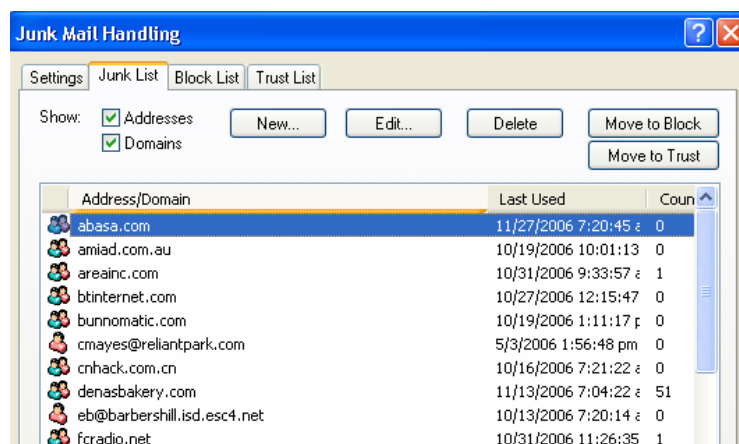 Junk Mail Handling
Settings Junk List Block List Trust List
Show: Addresses New... Edit... Delete Move to Block
Domains Move to Trust
Address/Domain Last Used Coun
abasa.com 11/27/2006 7:20:45 a 0
amiad.com.au 10/19/2006 10:01:13 0
areainc.com 10/31/2006 9:33:57 a 1
btinternet.com 10/27/2006 12:15:47 0
bunnomatic.com 10/19/2006 1:11:17 p 0
cmayes@reliantpark.com 5/3/2006 1:56:48 pm 0
cnhack.com.cn 10/16/2006 7:21:22 a 0
denasbakery.com 11/13/2006 7:04:22 a 51
eb@barbershill.isd.esc4.net 10/13/2006 7:20:14 a 0
fcradio.net 10/31/2006 11:26:35 1